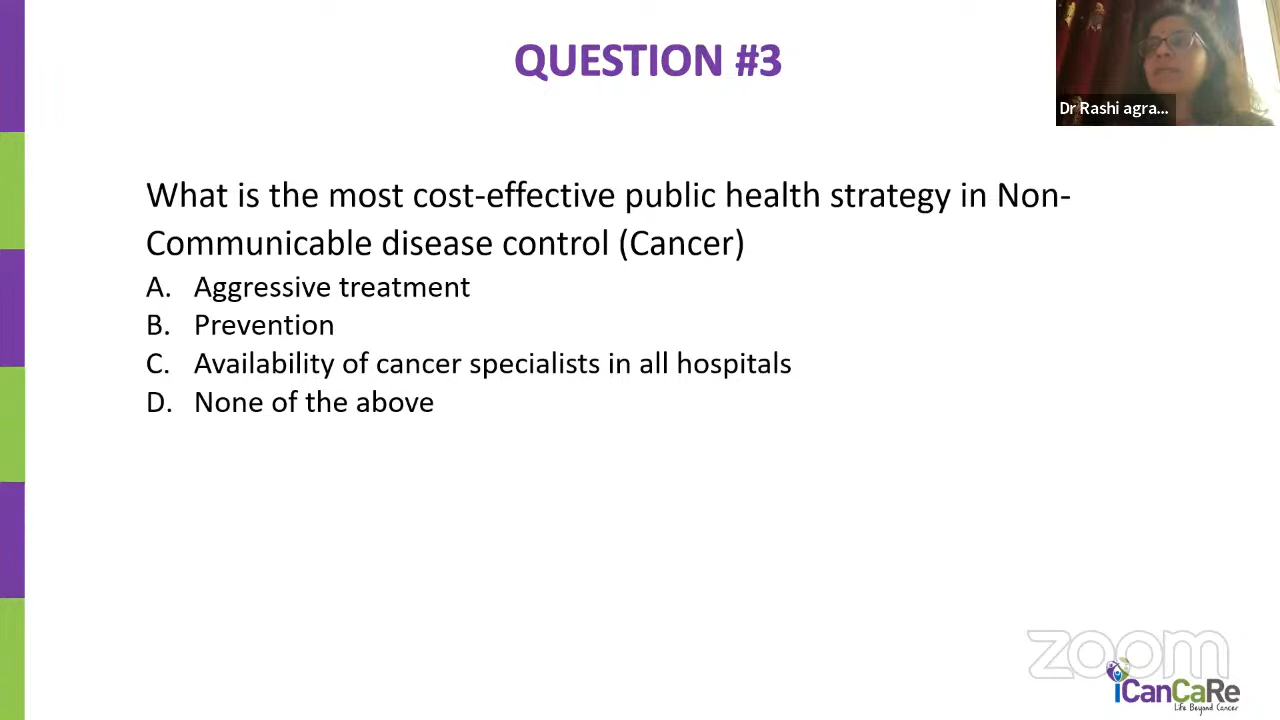 QUESTION #3
Dr Rashi agra...
What is the most cost-effective public health strategy in Non-
Communicable disease control (Cancer)
A. Aggressive treatment
B. Prevention
C. Availability of cancer specialists in all hospitals
D. None of the above
zoom
iCanCaRe
Life Beyond Cancer